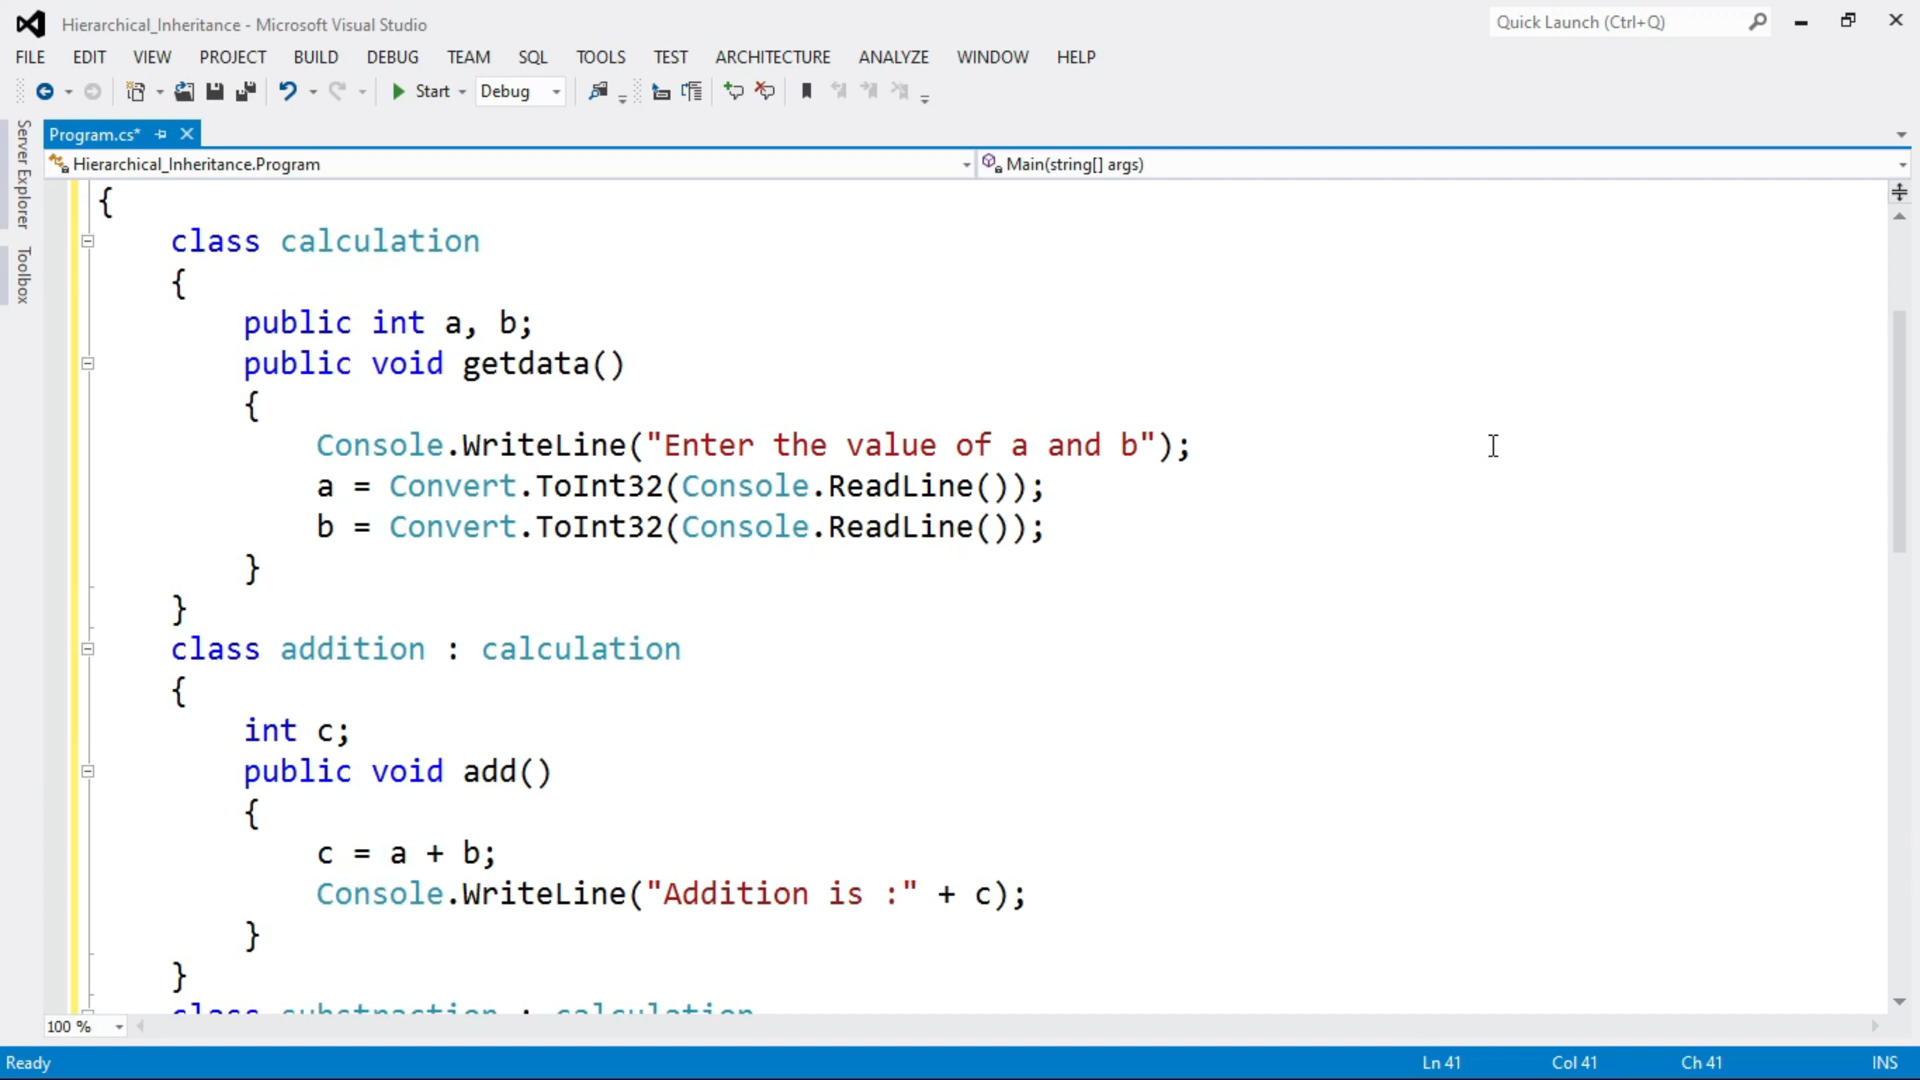 Hierarchical_Inheritance - Microsoft Visual Studio
Quick Launch (Ctrl+Q)
FILE EDIT VIEW PROJECT BUILD DEBUG TEAM SQL TOOLS TEST ARCHITECTURE ANALYZE WINDOW HELP
Start Debug
Server Explorer
Toolbox
Program.cs*
Hierarchical_Inheritance.Program
Main(string[] args)
{
class calculation
{
public int a, b;
public void getdata()
{
Console.WriteLine("Enter the value of a and b");
a = Convert.ToInt32(Console.ReadLine());
b = Convert.ToInt32(Console.ReadLine());
}
}
class addition : calculation
{
int c;
public void add()
{
c = a + b;
Console.WriteLine("Addition is :" + c);
}
}
class substraction : calculation
100 %
Ready
Ln 41
Col 41
Ch 41
INS